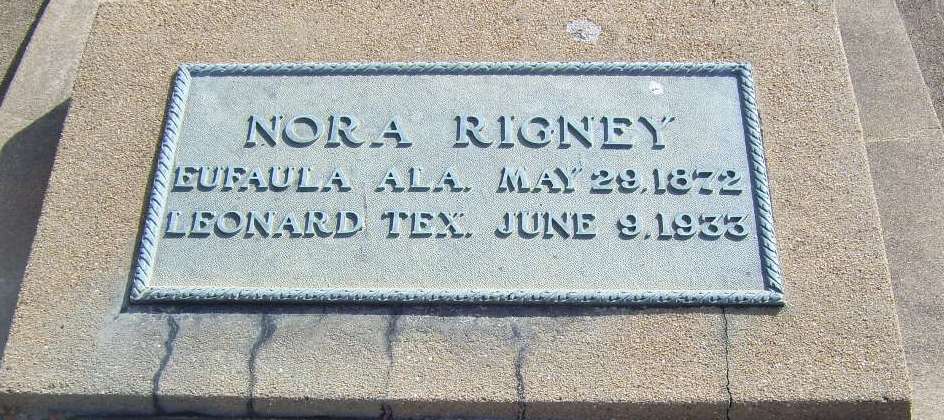 NORA RIGNEY
EUFAULA ALA. MAY 29, 1872
LEONARD TEX. JUNE 9, 1933